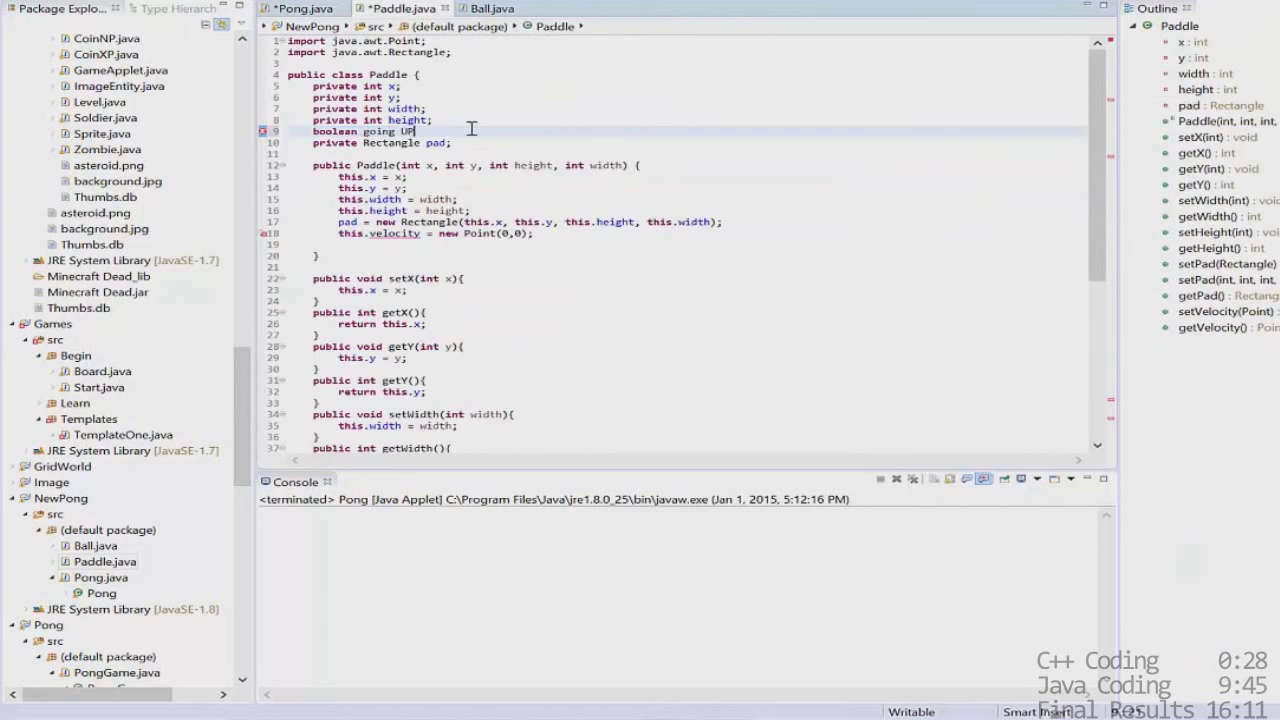 Package Explo...
Type Hierarch
CoinNP.java
CoinXP.java
GameApplet.java
ImageEntity.java
Level.java
Soldier.java
Sprite.java
Zombie.java
asteroid.png
background.jpg
Thumbs.db
asteroid.png
background.jpg
Thumbs.db
JRE System Library [JavaSE-1.7]
Minecraft Dead_lib
Minecraft Dead.jar
Thumbs.db
Games
src
Begin
Board.java
Start.java
Learn
Templates
TemplateOne.java
JRE System Library [JavaSE-1.7]
GridWorld
Image
NewPong
src
(default package)
Ball.java
Paddle.java
Pong.java
Pong
JRE System Library [JavaSE-1.8]
Pong
src
(default package)
PongGame.java
*Pong.java
*Paddle.java
Ball.java
NewPong
src
(default package)
Paddle
1 import java.awt.Point;
2 import java.awt.Rectangle;
3
4 public class Paddle {
5 private int x;
6 private int y;
7 private int width;
8 private int height;
9 boolean going UP
10 private Rectangle pad;
11
12 public Paddle(int x, int y, int height, int width) {
13 this.x = x;
14 this.y = y;
15 this.width = width;
16 this.height = height;
17 pad = new Rectangle(this.x, this.y, this.height, this.width);
18 this.velocity = new Point(0,0);
19
20 }
21
22 public void setX(int x){
23 this.x = x;
24 }
25 public int getX(){
26 return this.x;
27 }
28 public void getY(int y){
29 this.y = y;
30 }
31 public int getY(){
32 return this.y;
33 }
34 public void setWidth(int width){
35 this.width = width;
36 }
37 public int getWidth(){
Console
<terminated> Pong [Java Applet] C:\Program Files\Java\jre1.8.0_25\bin\javaw.exe (Jan 1, 2015, 5:12:16 PM)
Outline
Paddle
x : int
y : int
width : int
height : int
pad : Rectangle
Paddle(int, int,
setX(int) : void
getX() : int
getY(int) : void
getY() : int
setWidth(int) : void
getWidth() : int
setHeight(int) : void
getHeight() : int
setPad(Rectangle)
setPad(int, int, int,
getPad() : Rectang
setVelocity(Point) :
getVelocity() : Poin
C++ Coding 0:28
Java Coding 9:45
Final Results 16:11
Writable
Smart Insert